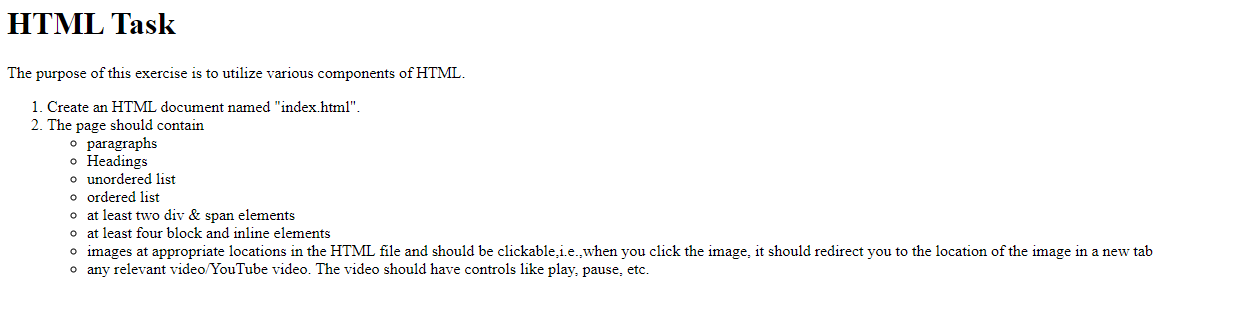 HTML Task
The purpose of this exercise is to utilize various components of HTML.
1. Create an HTML document named "index.html".
2. The page should contain
paragraphs
Headings
unordered list
ordered list
at least two div & span elements
at least four block and inline elements
images at appropriate locations in the HTML file and should be clickable,i.e.,when you click the image, it should redirect you to the location of the image in a new tab
any relevant video/YouTube video. The video should have controls like play, pause, etc.